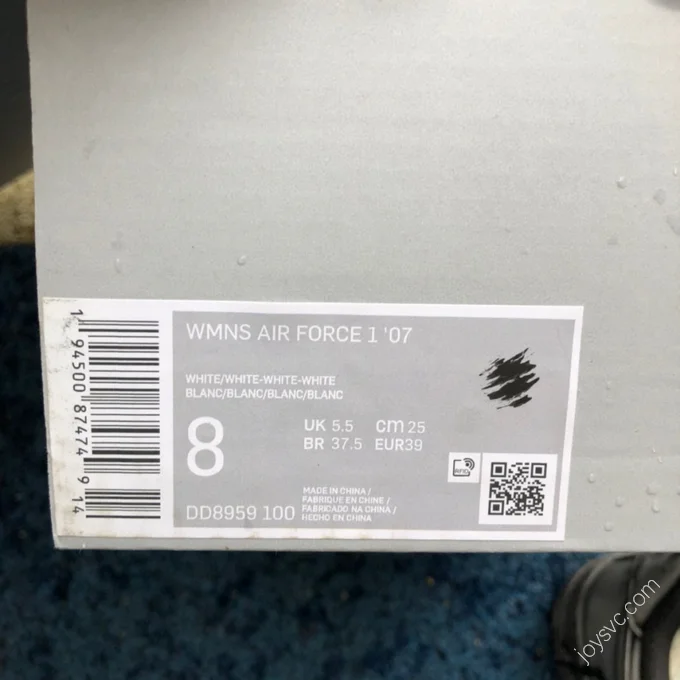 WMNS AIR FORCE 1 '07
WHITE/WHITE-WHITE-WHITE
BLANC/BLANC/BLANC/BLANC
8
UK 5.5 cm 25
BR 37.5 EUR39
DD8959 100
MADE IN CHINA /
FABRIQUE EN CHINE /
FABRICADO NA CHINA /
HECHO EN CHINA
RFID
1 94500 87474 9 14
joysvc.com